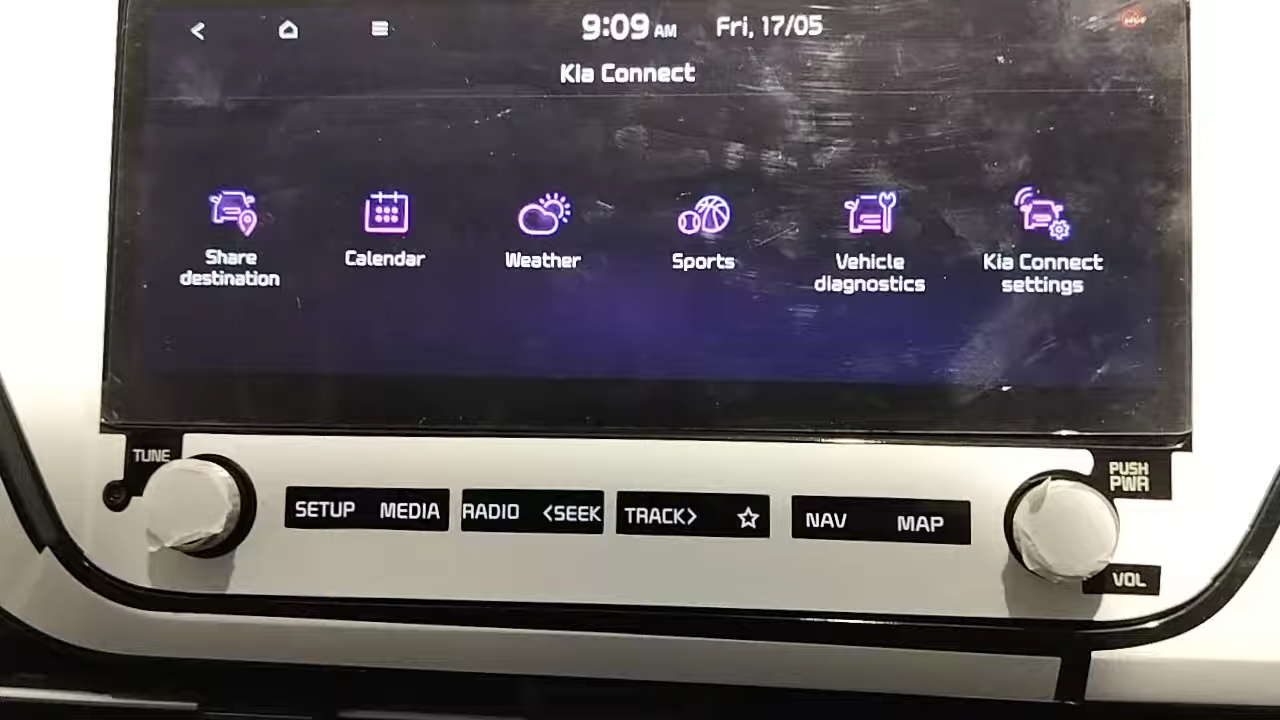 9:09 AM Fri, 17/05
Kia Connect
Share destination
Calendar
Weather
Sports
Vehicle diagnostics
Kia Connect settings
TUNE
PUSH PWR
SETUP MEDIA RADIO <SEEK TRACK> ☆ NAV MAP
VOL